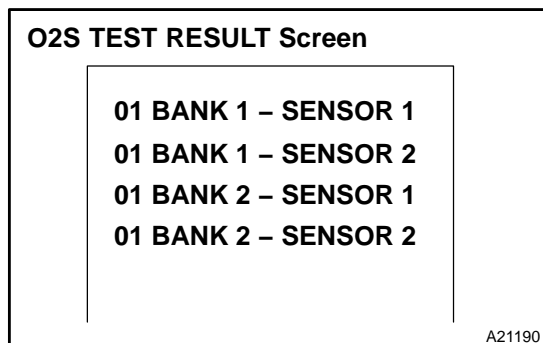 O2S TEST RESULT Screen
01 BANK 1 – SENSOR 1
01 BANK 1 – SENSOR 2
01 BANK 2 – SENSOR 1
01 BANK 2 – SENSOR 2
A21190